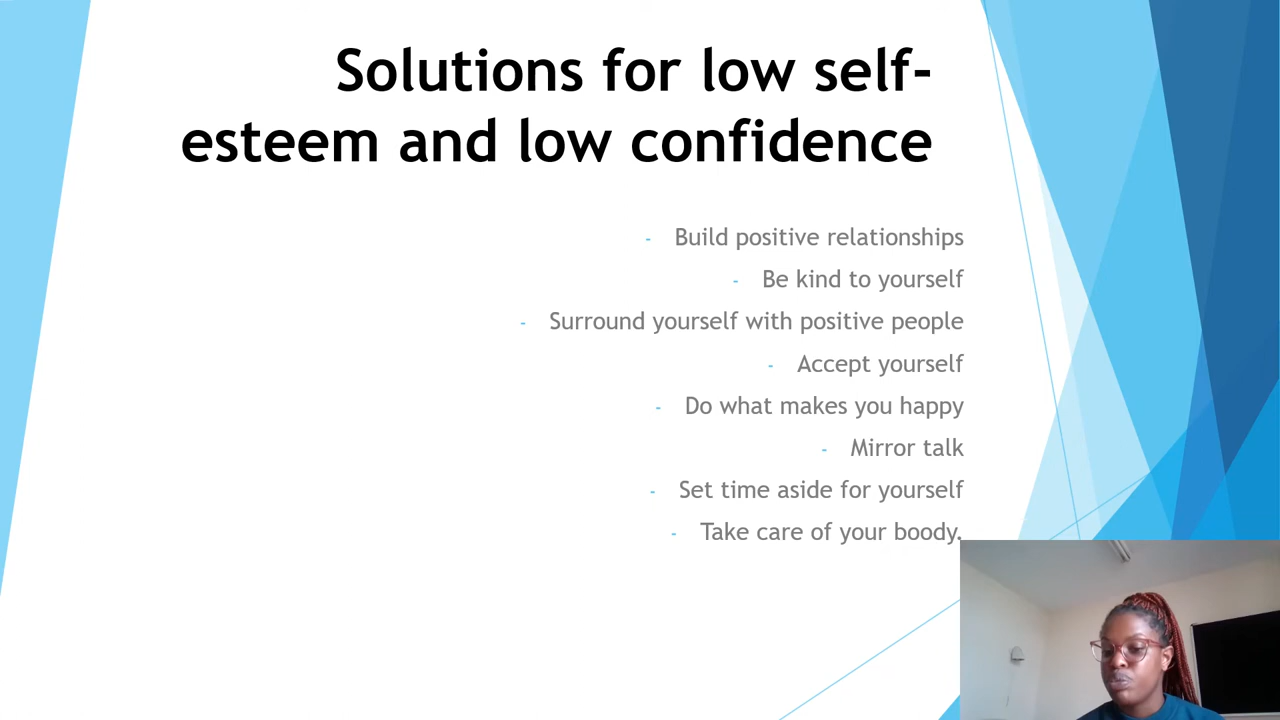 Solutions for low self-
esteem and low confidence
- Build positive relationships
- Be kind to yourself
- Surround yourself with positive people
- Accept yourself
- Do what makes you happy
- Mirror talk
- Set time aside for yourself
- Take care of your boody.